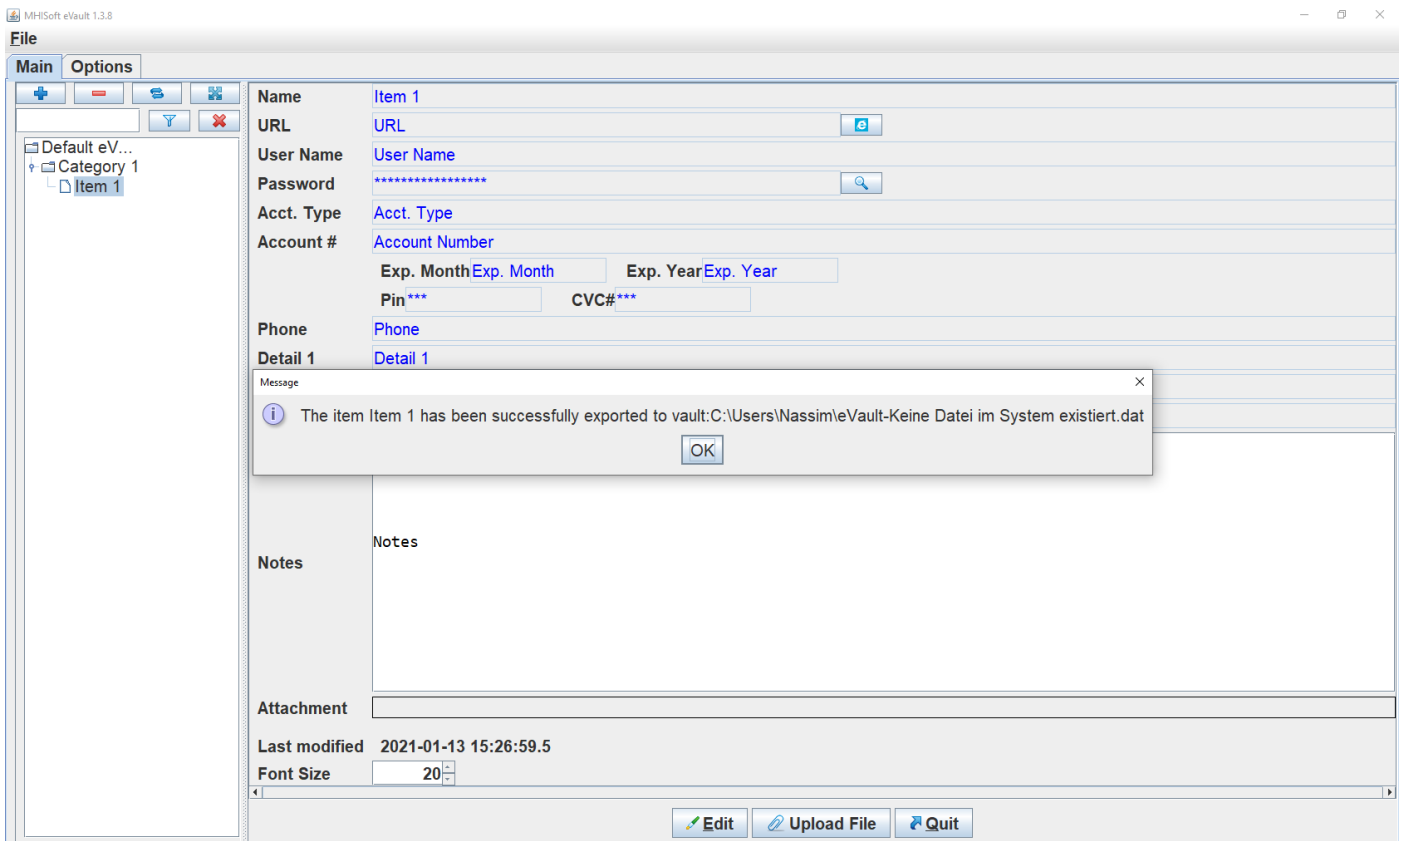 MHISoft eVault 1.3.8
File
Main Options
Name Item 1
URL URL
Default eV...
User Name User Name
Category 1
Password *****************
Item 1
Acct. Type Acct. Type
Account # Account Number
Exp. Month Exp. Month Exp. Year Exp. Year
Pin *** CVC# ***
Phone Phone
Detail 1 Detail 1
Message
The item Item 1 has been successfully exported to vault:C:\Users\Nassim\eVault-Keine Datei im System existiert.dat
OK
Notes
Notes
Attachment
Last modified 2021-01-13 15:26:59.5
Font Size 20
Edit Upload File Quit